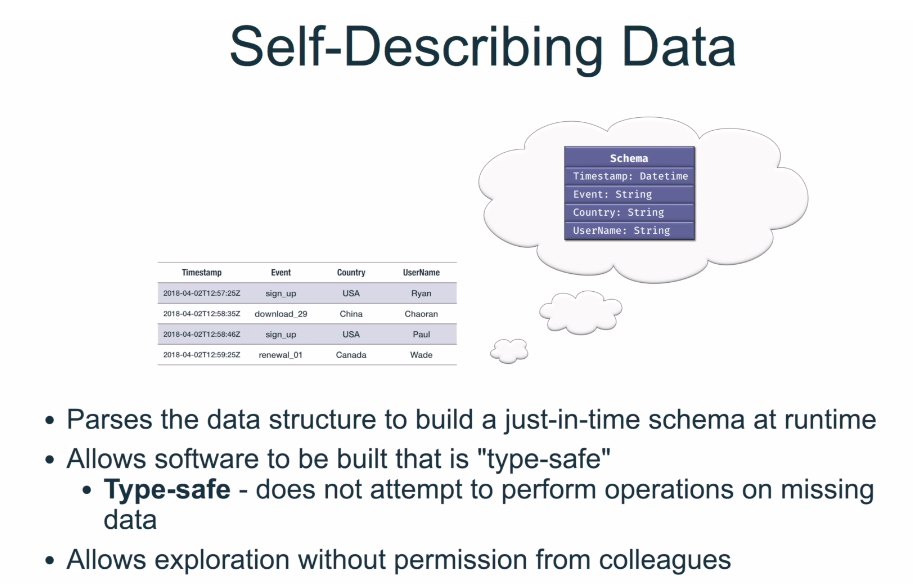 Self-Describing Data
Schema
Timestamp: Datetime
Event: String
Country: String
UserName: String
Timestamp Event Country UserName
2018-04-02T12:57:25Z sign_up USA Ryan
2018-04-02T12:58:35Z download_29 China Chaoran
2018-04-02T12:58:46Z sign_up USA Paul
2018-04-02T12:59:25Z renewal_01 Canada Wade
• Parses the data structure to build a just-in-time schema at runtime
• Allows software to be built that is "type-safe"
• Type-safe - does not attempt to perform operations on missing
data
• Allows exploration without permission from colleagues